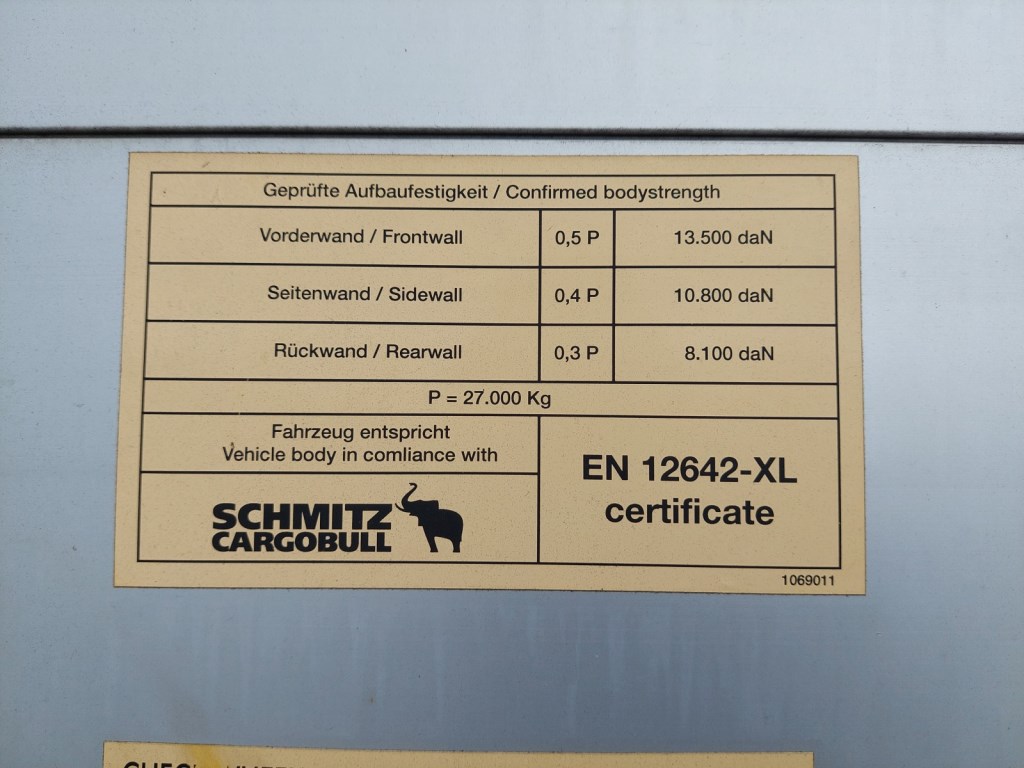 Geprüfte Aufbaufestigkeit / Confirmed bodystrength
Vorderwand / Frontwall 0,5 P 13.500 daN
Seitenwand / Sidewall 0,4 P 10.800 daN
Rückwand / Rearwall 0,3 P 8.100 daN
P = 27.000 Kg
Fahrzeug entspricht
Vehicle body in comliance with
SCHMITZ
CARGOBULL
EN 12642-XL
certificate
1069011